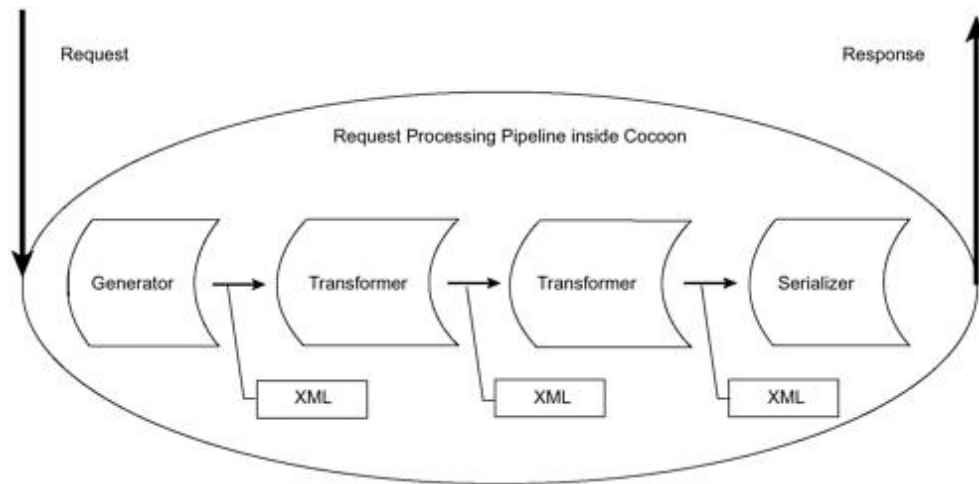 Request
Response
Request Processing Pipeline inside Cocoon
Generator
Transformer
Transformer
Serializer
XML
XML
XML